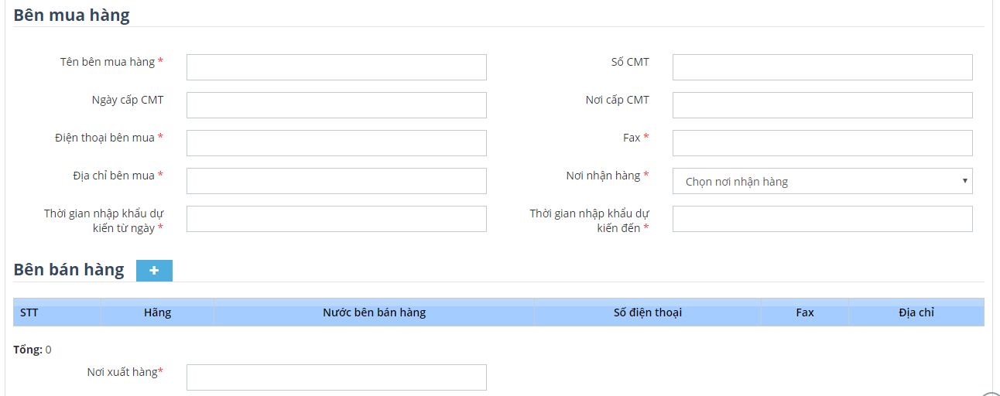 Bên mua hàng
Tên bên mua hàng *
Số CMT
Ngày cấp CMT
Nơi cấp CMT
Điện thoại bên mua *
Fax *
Địa chỉ bên mua *
Nơi nhận hàng *
Chọn nơi nhận hàng
Thời gian nhập khẩu dự
kiến từ ngày *
Thời gian nhập khẩu dự
kiến đến *
Bên bán hàng
STT Hãng Nước bên bán hàng Số điện thoại Fax Địa chỉ
Tổng: 0
Nơi xuất hàng*